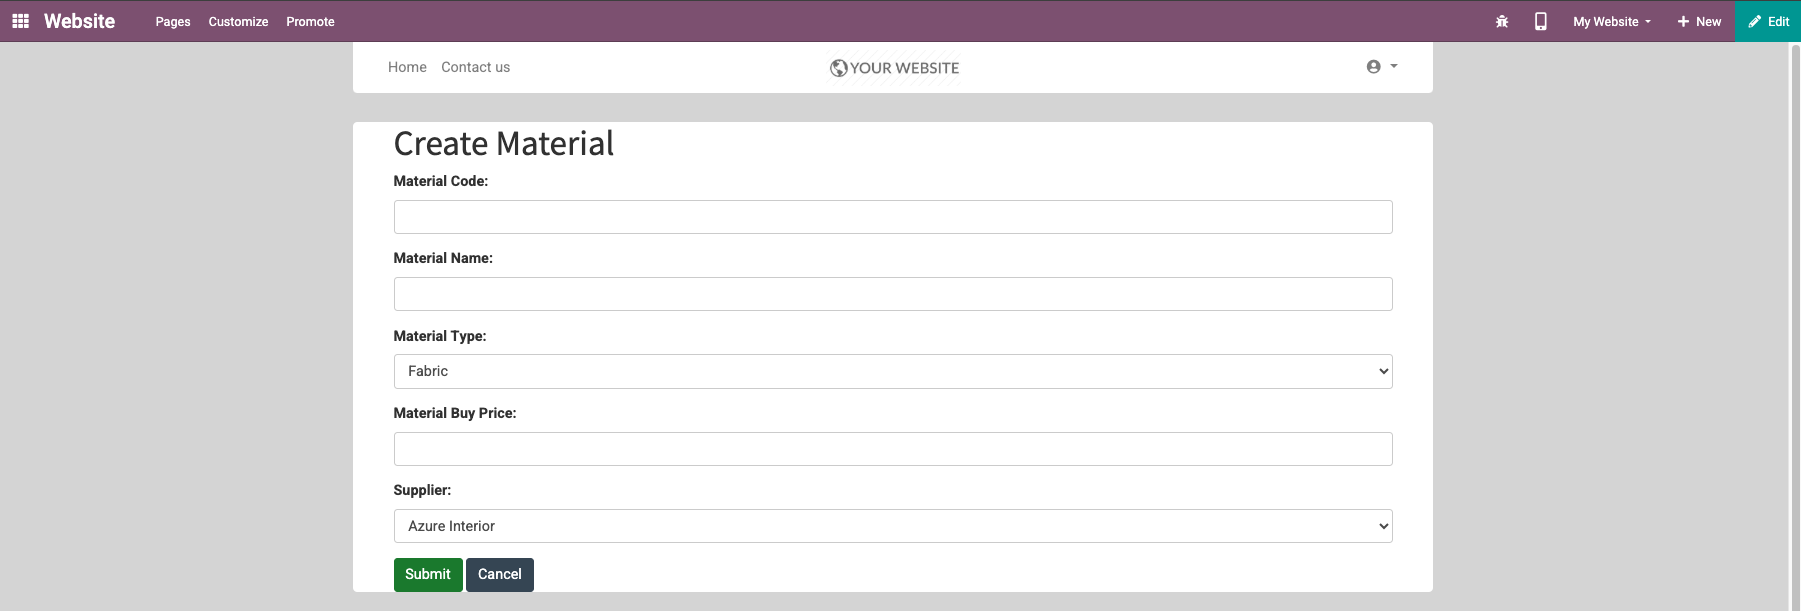 Website Pages Customize Promote My Website New Edit
Home Contact us YOUR WEBSITE
Create Material
Material Code:
Material Name:
Material Type:
Fabric
Material Buy Price:
Supplier:
Azure Interior
Submit Cancel